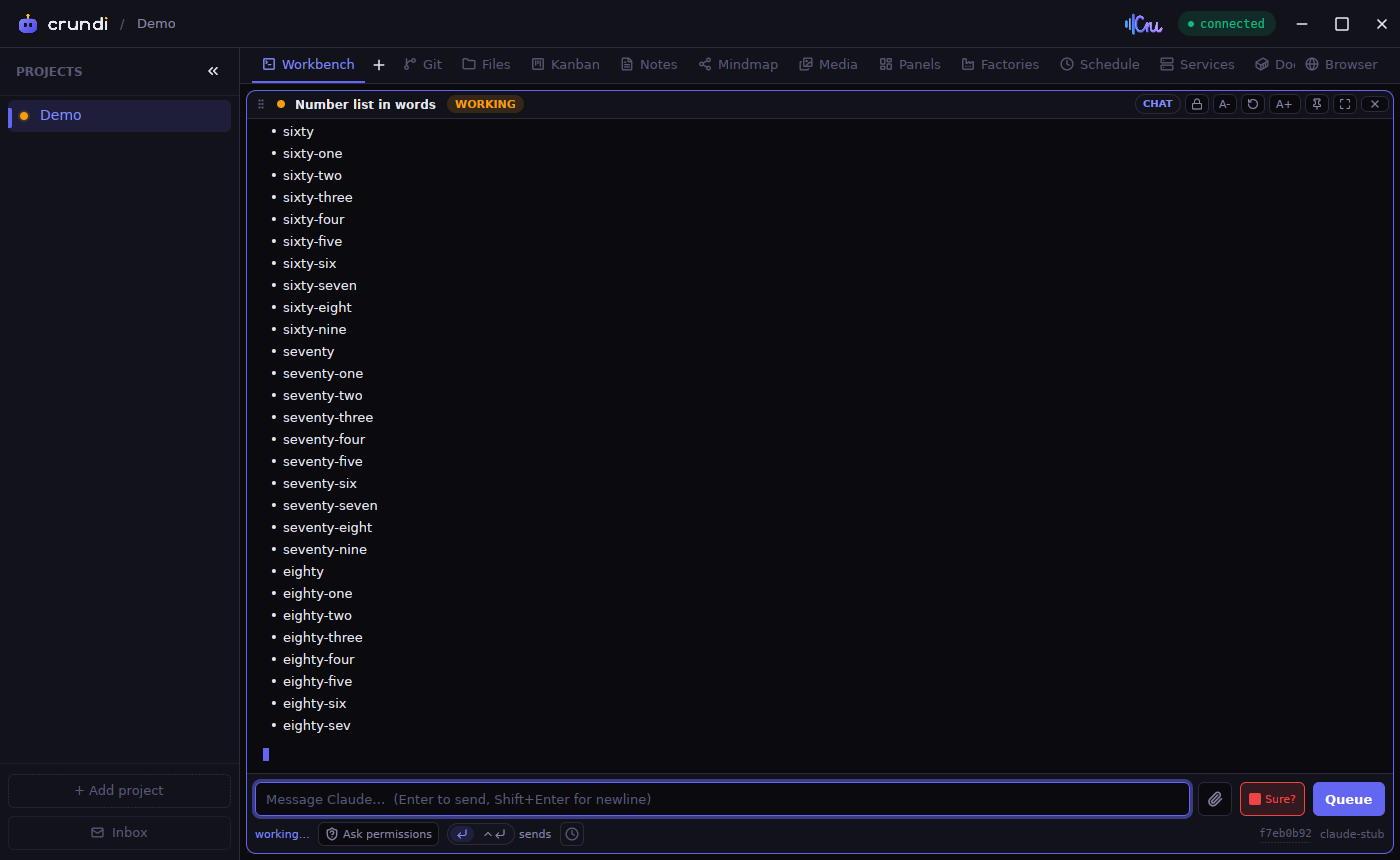 crundi / Demo
Cru
connected
PROJECTS
Workbench
Git
Files
Kanban
Notes
Mindmap
Media
Panels
Factories
Schedule
Services
Doc
Browser
Demo
Number list in words WORKING
CHAT
A-
A+
• sixty
• sixty-one
• sixty-two
• sixty-three
• sixty-four
• sixty-five
• sixty-six
• sixty-seven
• sixty-eight
• sixty-nine
• seventy
• seventy-one
• seventy-two
• seventy-three
• seventy-four
• seventy-five
• seventy-six
• seventy-seven
• seventy-eight
• seventy-nine
• eighty
• eighty-one
• eighty-two
• eighty-three
• eighty-four
• eighty-five
• eighty-six
• eighty-sev
+ Add project
Inbox
Message Claude... (Enter to send, Shift+Enter for newline)
Sure?
Queue
working...
Ask permissions
sends
f7eb0b92 claude-stub